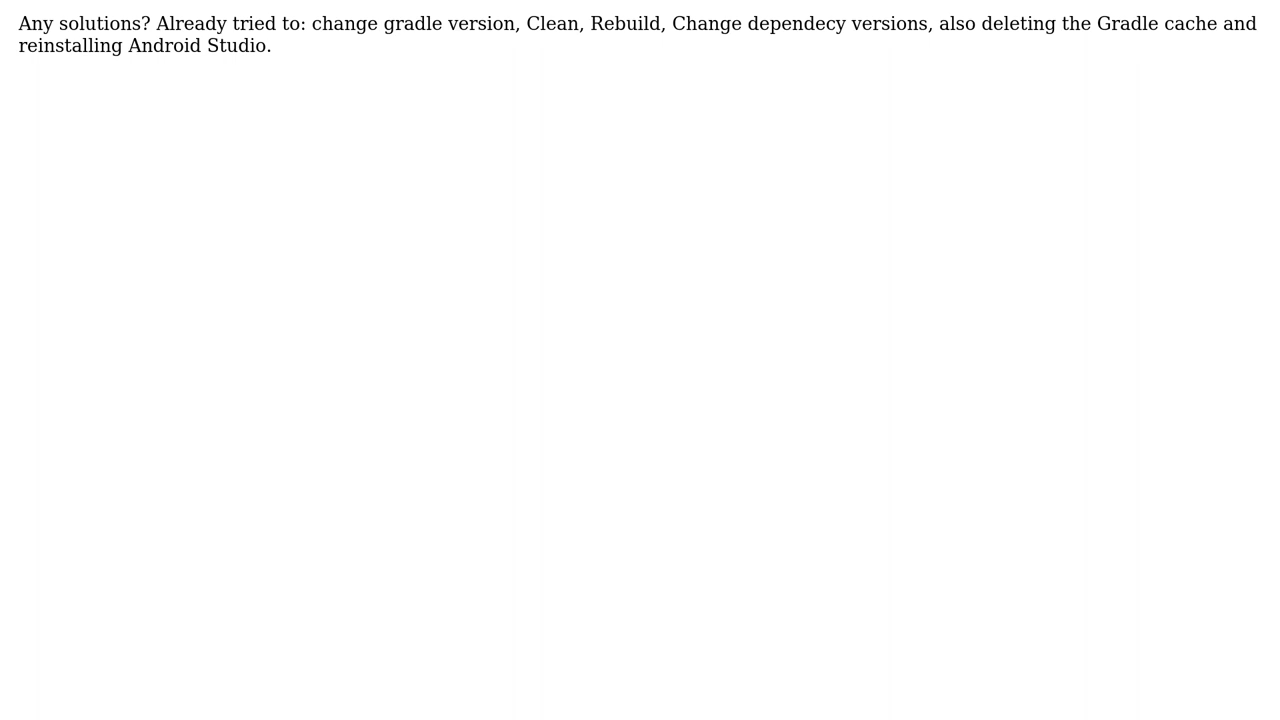 Any solutions? Already tried to: change gradle version, Clean, Rebuild, Change dependecy versions, also deleting the Gradle cache and
reinstalling Android Studio.